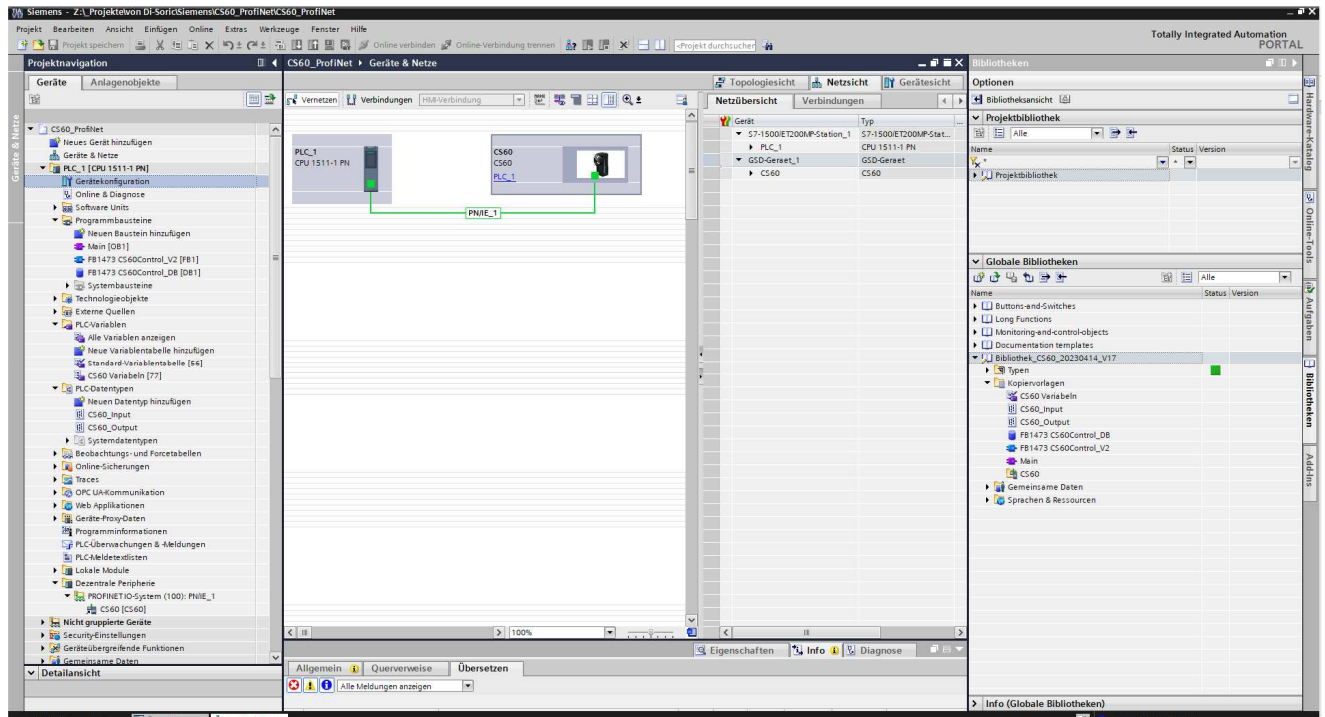 Siemens - Z:\_Projekte\von Di-Soric\Siemens\CS60_ProfiNet\CS60_ProfiNet
Projekt Bearbeiten Ansicht Einfügen Online Extras Werkzeuge Fenster Hilfe
Projekt speichern
Online verbinden
Online-Verbindung trennen
<Projekt durchsuchen
Totally Integrated Automation
PORTAL
Projektnavigation
Geräte
Anlagenobjekte
Geräte & Netze
CS60_ProfiNet
Neues Gerät hinzufügen
Geräte & Netze
PLC_1 [CPU 1511-1 PN]
Gerätekonfiguration
Online & Diagnose
Software Units
Programmbausteine
Neuen Baustein hinzufügen
Main [OB1]
FB1473 CS60Control_V2 [FB1]
FB1473 CS60Control_DB [DB1]
Systembausteine
Technologieobjekte
Externe Quellen
PLC-Variablen
Alle Variablen anzeigen
Neue Variablentabelle hinzufügen
Standard-Variablentabelle [56]
CS60 Variabeln [77]
PLC-Datentypen
Neuen Datentyp hinzufügen
CS60_Input
CS60_Output
Systemdatentypen
Beobachtungs- und Forcetabellen
Online-Sicherungen
Traces
OPC UA-Kommunikation
Web Applikationen
Geräte-Proxy-Daten
Programminformationen
PLC-Überwachungen & -Meldungen
PLC-Meldetextlisten
Lokale Module
Dezentrale Peripherie
PROFINET IO-System (100): PN/IE_1
CS60 [CS60]
Nicht gruppierte Geräte
Security-Einstellungen
Geräteübergreifende Funktionen
Gemeinsame Daten
Detailansicht
CS60_ProfiNet
Geräte & Netze
Topologiesicht
Netzsicht
Gerätesicht
Vernetzen
Verbindungen
HMI-Verbindung
PLC_1
CPU 1511-1 PN
CS60
CS60
PLC_1
PN/IE_1
100%
Netzübersicht
Verbindungen
Gerät Typ ...
S7-1500/ET200MP-Station_1 S7-1500/ET200MP-Stat...
PLC_1 CPU 1511-1 PN
GSD-Geraet_1 GSD-Geraet
CS60 CS60
Eigenschaften
Info
Diagnose
Allgemein
Querverweise
Übersetzen
Alle Meldungen anzeigen
Bibliotheken
Optionen
Bibliotheksansicht
Projektbibliothek
Alle
Name Status Version
Projektbibliothek
Globale Bibliotheken
Alle
Name Status Version
Buttons-and-Switches
Long Functions
Monitoring-and-control-objects
Documentation templates
Bibliothek_CS60_20230414_V17
Typen
Kopiervorlagen
CS60 Variabeln
CS60_Input
CS60_Output
FB1473 CS60Control_DB
FB1473 CS60Control_V2
Main
CS60
Gemeinsame Daten
Sprachen & Ressourcen
Info (Globale Bibliotheken)
Hardware-Katalog
Online-Tools
Aufgaben
Bibliotheken
Add-Ins